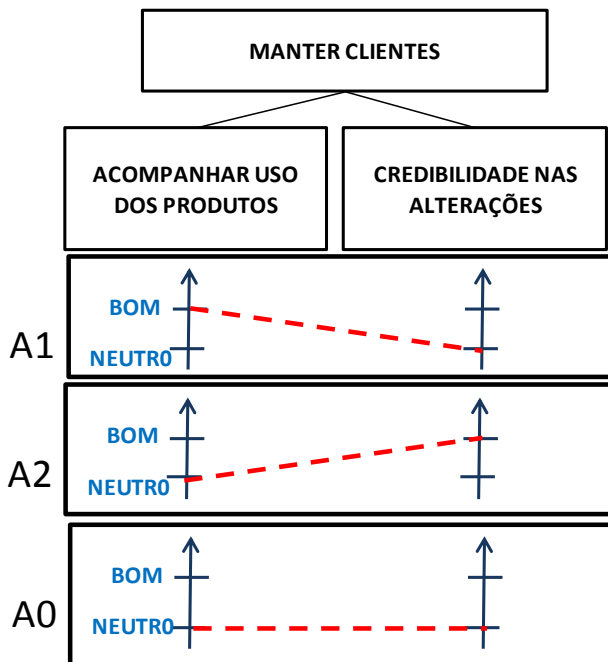 MANTER CLIENTES
ACOMPANHAR USO
DOS PRODUTOS
CREDIBILIDADE NAS
ALTERAÇÕES
A1
BOM
NEUTR0
A2
BOM
NEUTR0
A0
BOM
NEUTR0